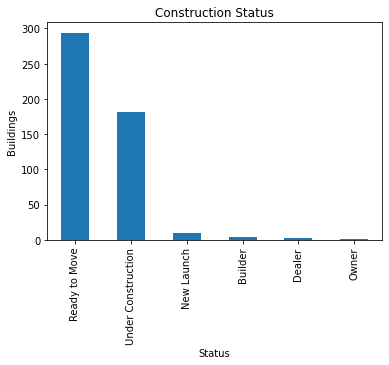 Construction Status
300
250
200
150
100
50
0
Buildings
Ready to Move
Under Construction
New Launch
Builder
Dealer
Owner
Status